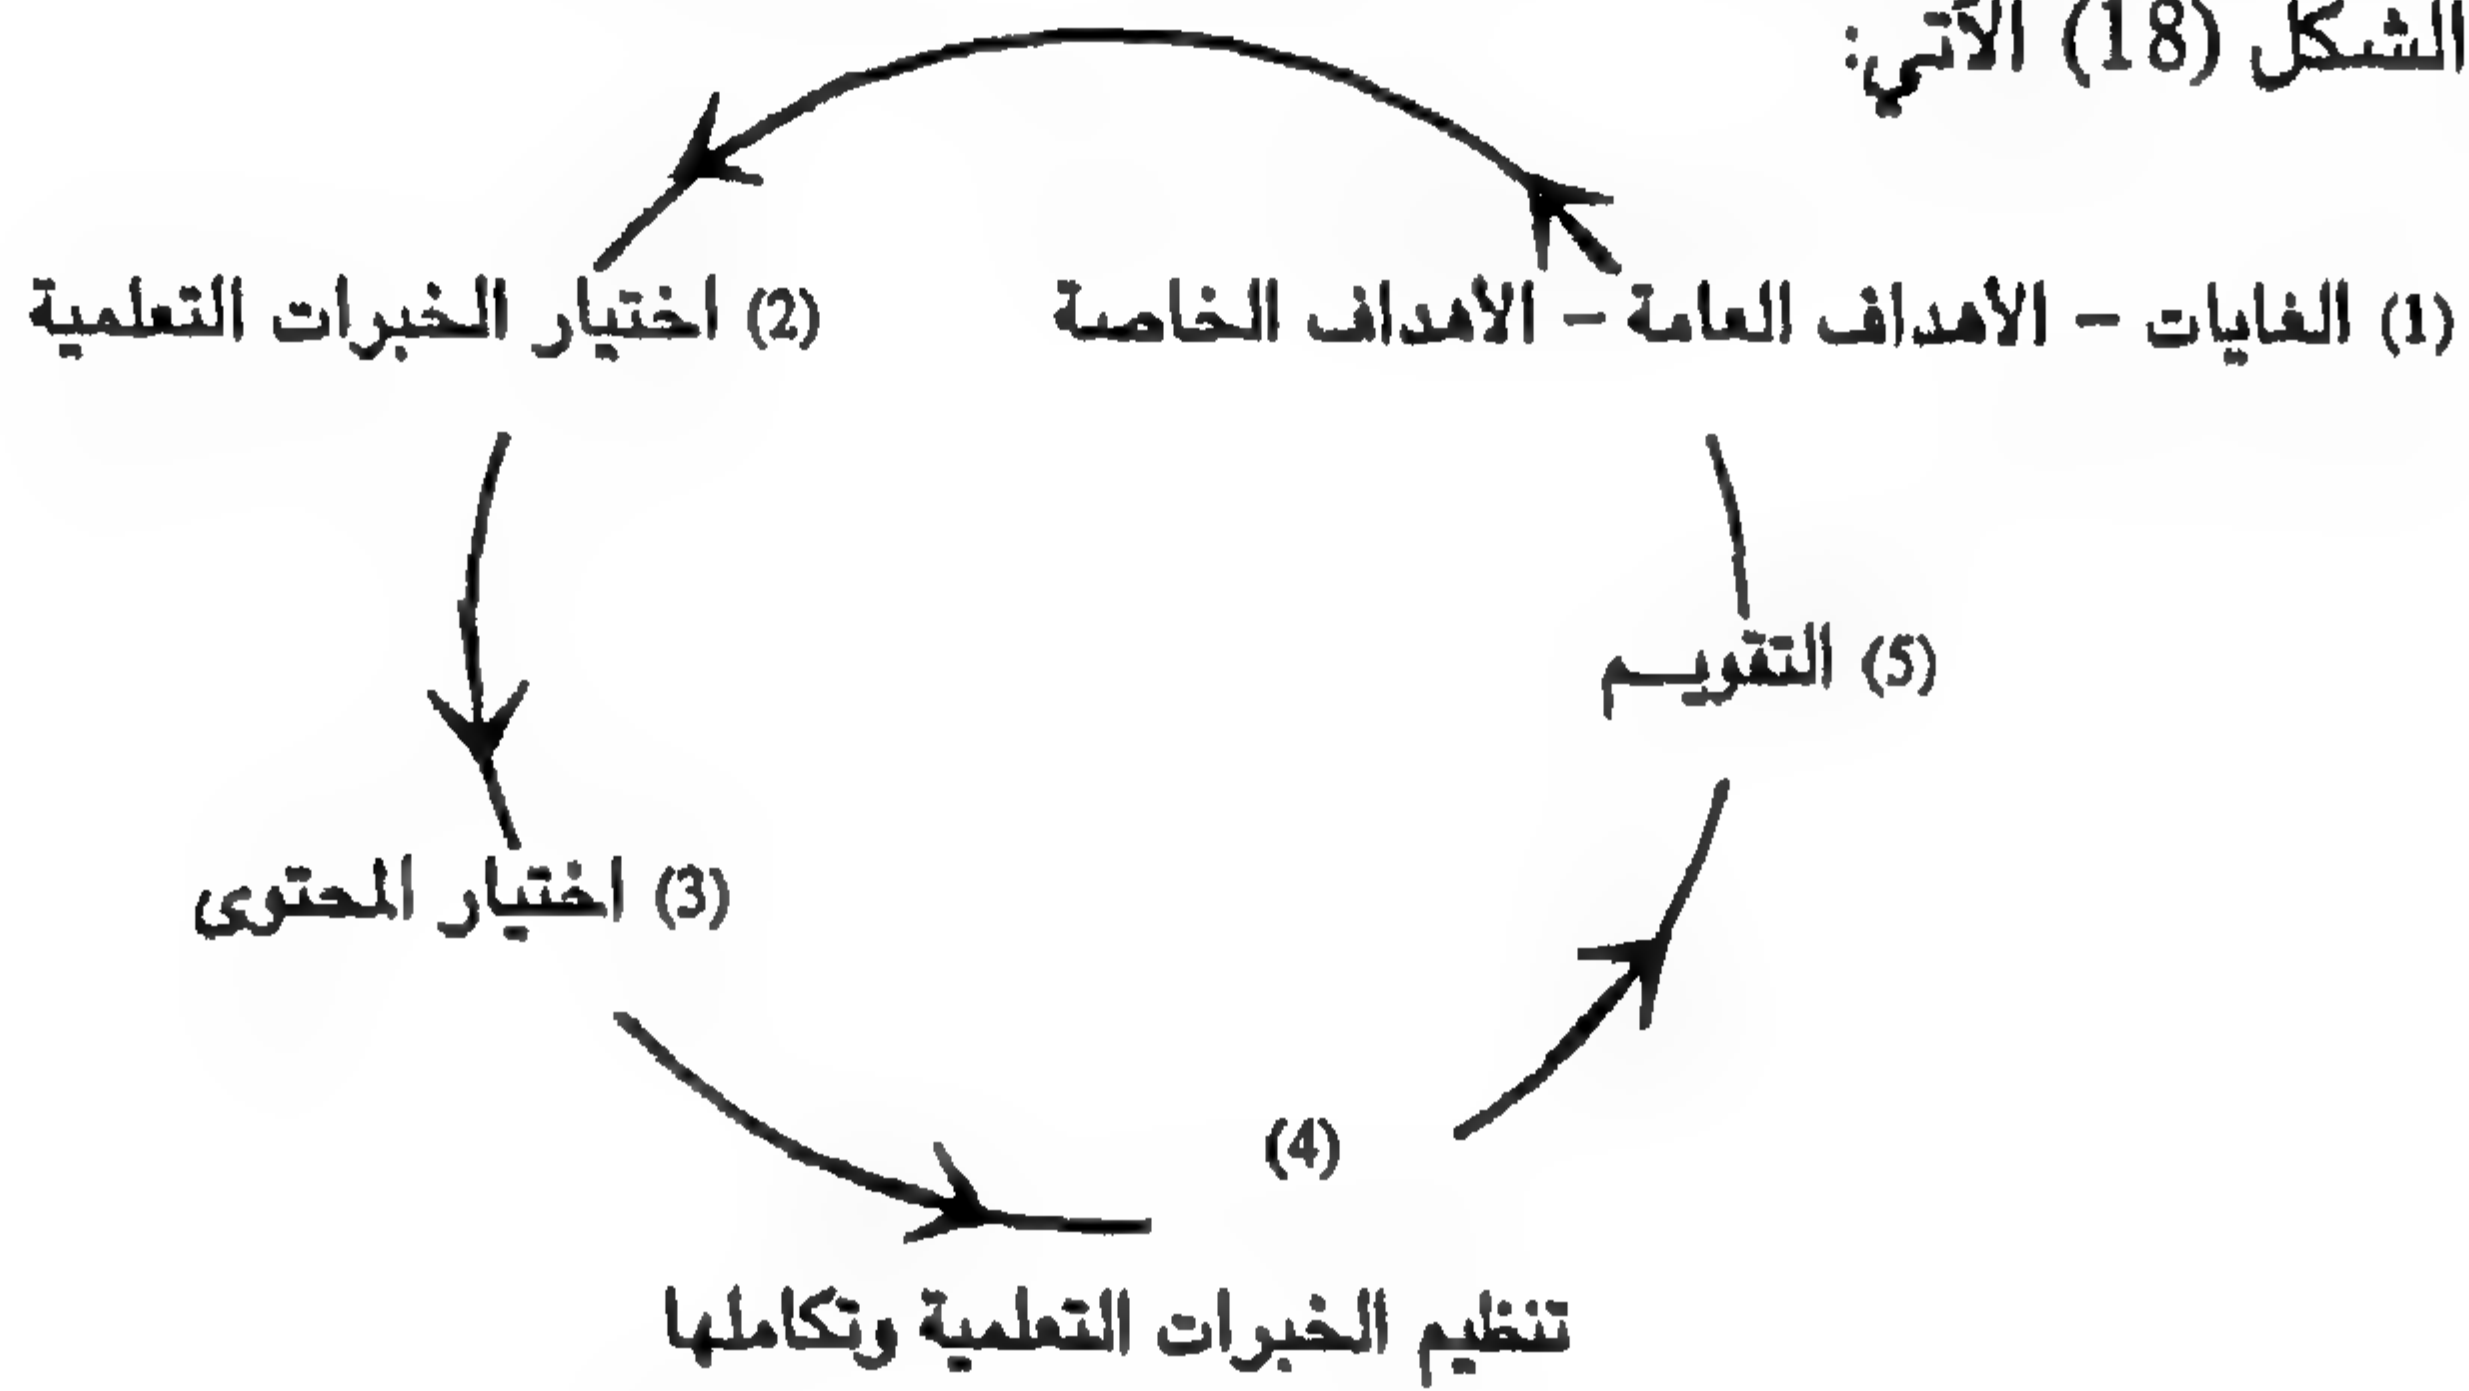 الشكل (18) الآتي:
(1) الغايات – الأهداف العامة – الأهداف الخاصة
(2) اختيار الخبرات التعلمية
(3) اختيار المحتوى
(4)
تنظيم الخبرات التعلمية وتكاملها
(5) التقويــم